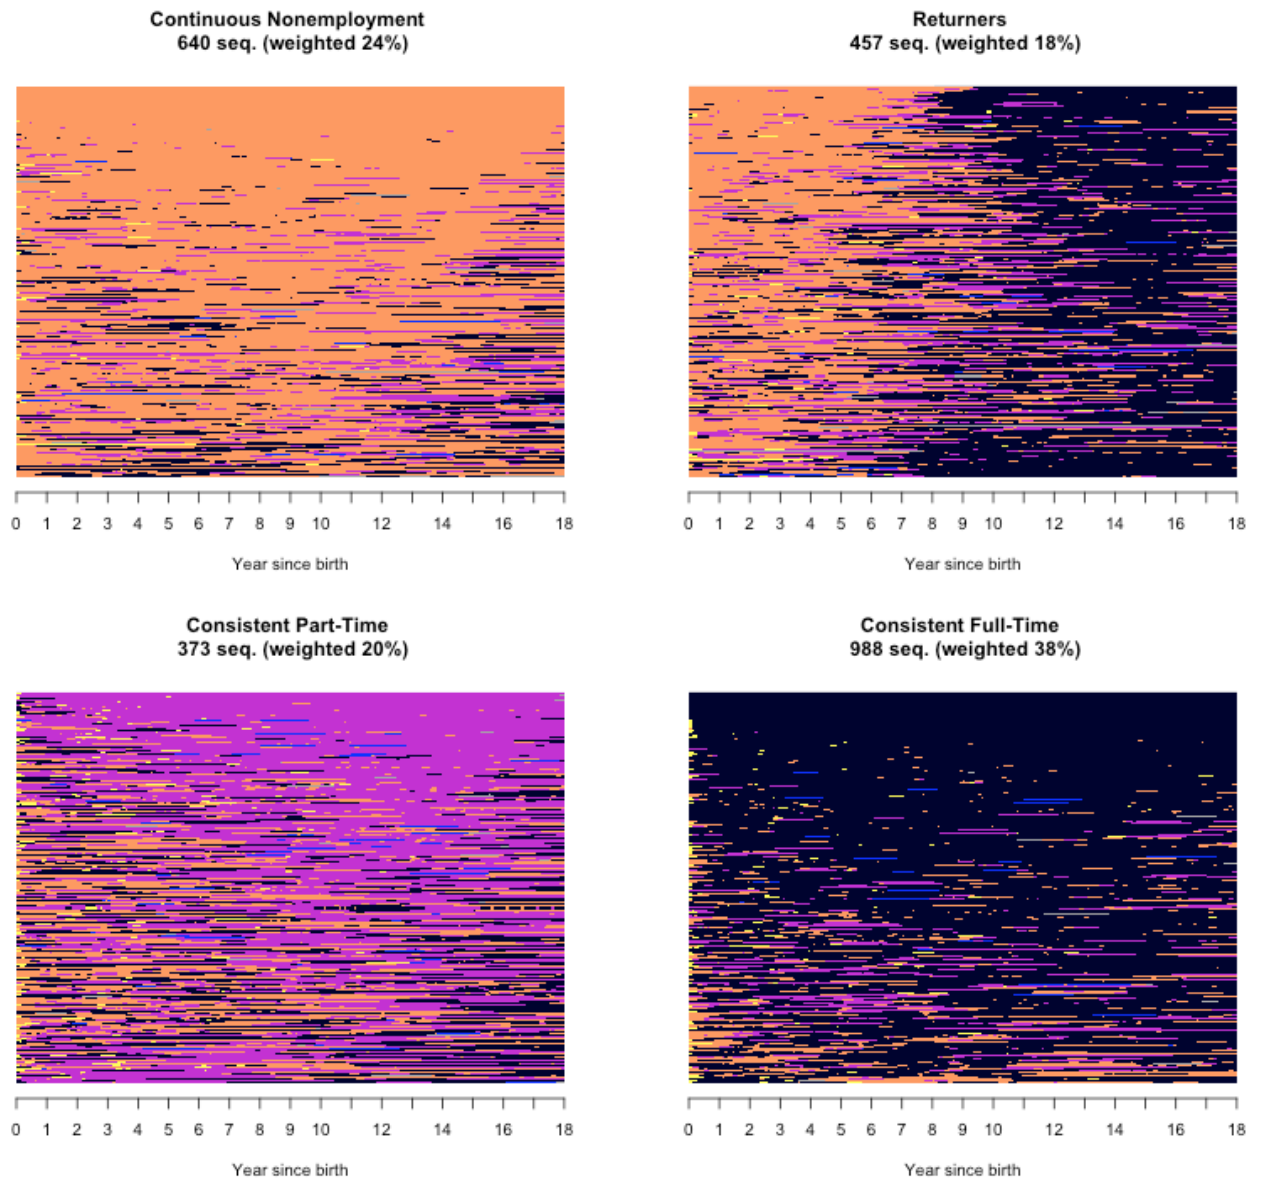 Continuous Nonemployment
640 seq. (weighted 24%)
0 1 2 3 4 5 6 7 8 9 10 12 14 16 18
Year since birth
Returners
457 seq. (weighted 18%)
0 1 2 3 4 5 6 7 8 9 10 12 14 16 18
Year since birth
Consistent Part-Time
373 seq. (weighted 20%)
0 1 2 3 4 5 6 7 8 9 10 12 14 16 18
Year since birth
Consistent Full-Time
988 seq. (weighted 38%)
0 1 2 3 4 5 6 7 8 9 10 12 14 16 18
Year since birth